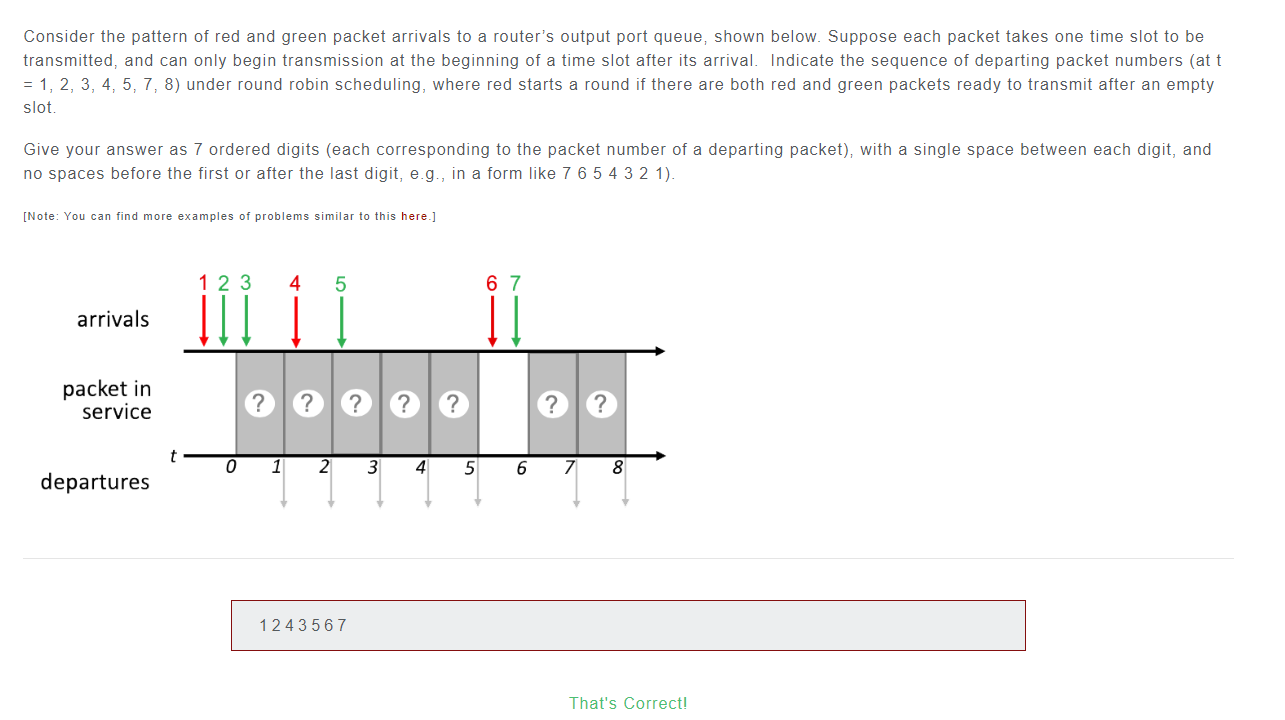 Consider the pattern of red and green packet arrivals to a router’s output port queue, shown below. Suppose each packet takes one time slot to be
transmitted, and can only begin transmission at the beginning of a time slot after its arrival.  Indicate the sequence of departing packet numbers (at t
= 1, 2, 3, 4, 5, 7, 8) under round robin scheduling, where red starts a round if there are both red and green packets ready to transmit after an empty
slot.
Give your answer as 7 ordered digits (each corresponding to the packet number of a departing packet), with a single space between each digit, and
no spaces before the first or after the last digit, e.g., in a form like 7 6 5 4 3 2 1).
[Note: You can find more examples of problems similar to this here.]
1 2 3 4 5 6 7
arrivals
packet in
service
? ? ? ? ? ? ?
t
0 1 2 3 4 5 6 7 8
departures
1 2 4 3 5 6 7
That's Correct!